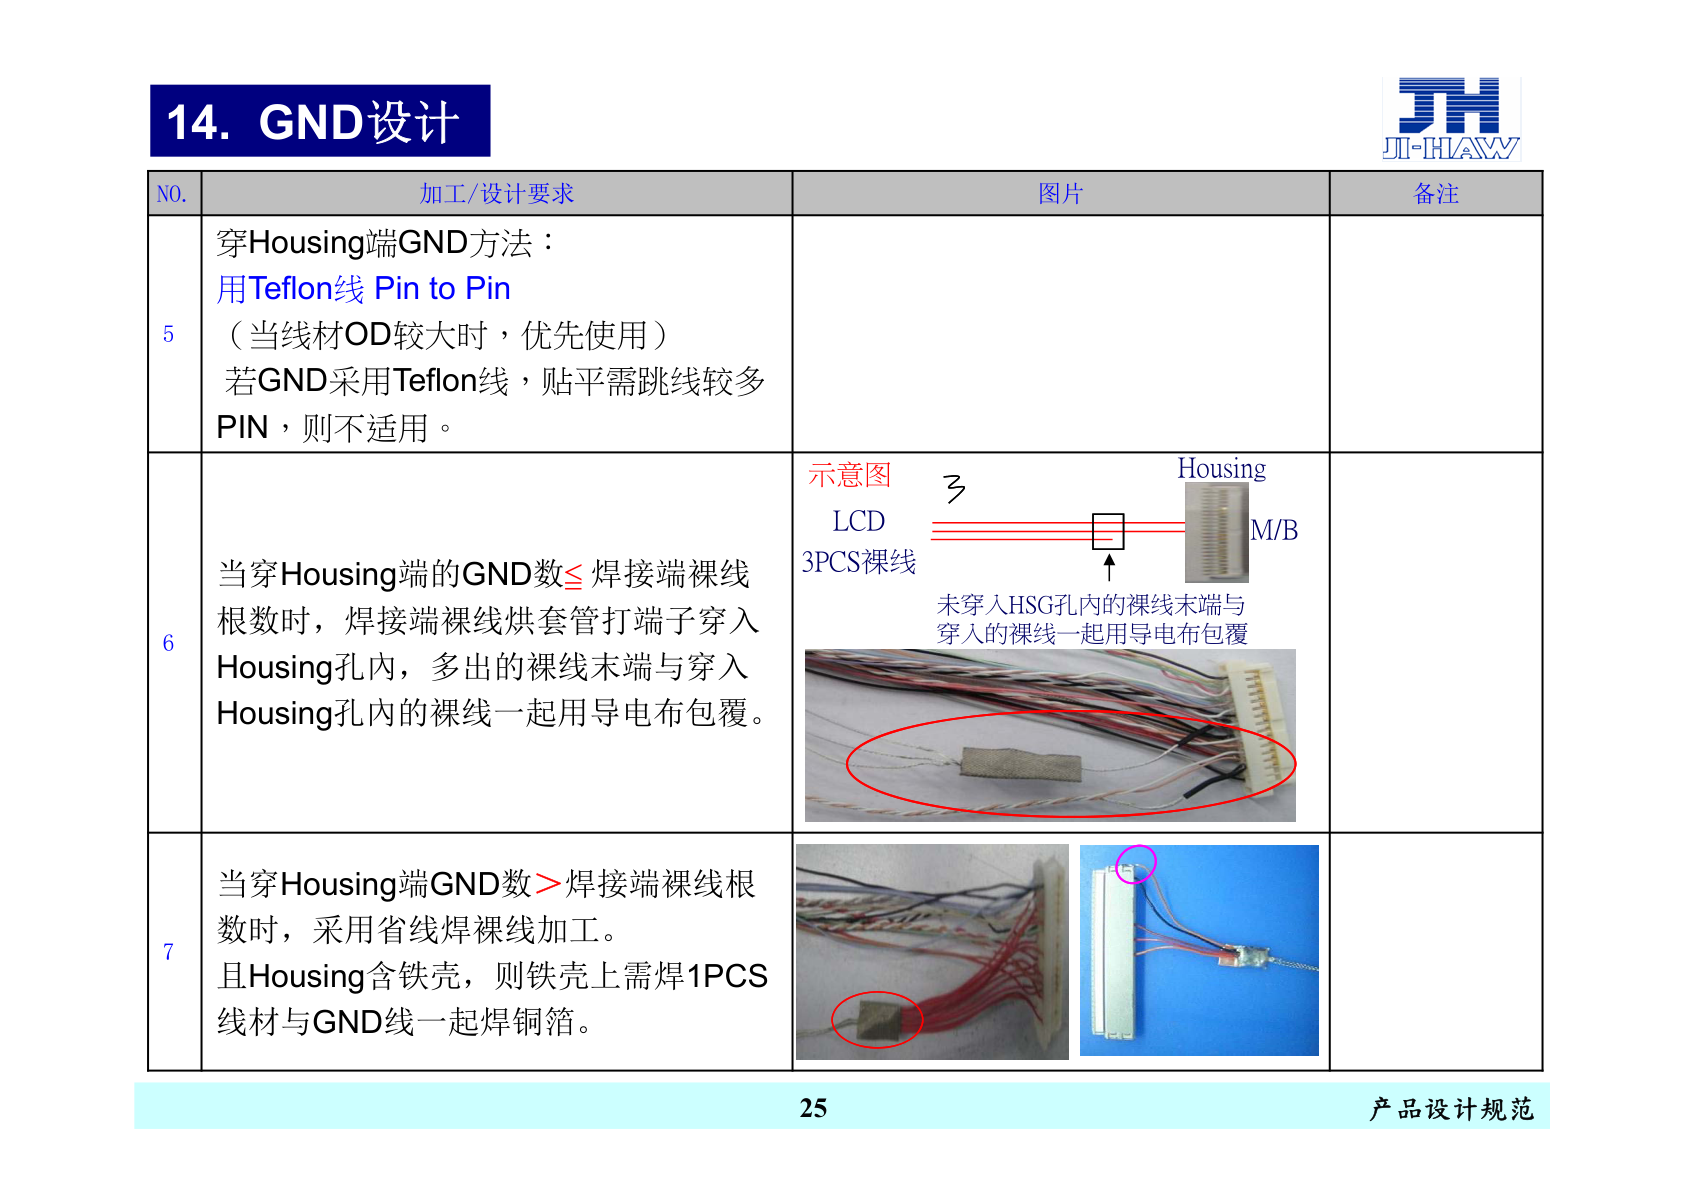 14. GND设计
JH
JI-HAW
NO.
加工/设计要求
图片
备注
5
穿Housing端GND方法：
用Teflon线 Pin to Pin
（当线材OD较大时，优先使用）
若GND采用Teflon线，贴平需跳线较多
PIN，则不适用。
6
当穿Housing端的GND数≦ 焊接端裸线
根数时，焊接端裸线烘套管打端子穿入
Housing孔內，多出的裸线末端与穿入
Housing孔內的裸线一起用导电布包覆。
示意图
3
Housing
LCD
M/B
3PCS裸线
未穿入HSG孔內的裸线末端与
穿入的裸线一起用导电布包覆
7
当穿Housing端GND数＞焊接端裸线根
数时，采用省线焊裸线加工。
且Housing含铁壳，则铁壳上需焊1PCS
线材与GND线一起焊铜箔。
25
产品设计规范